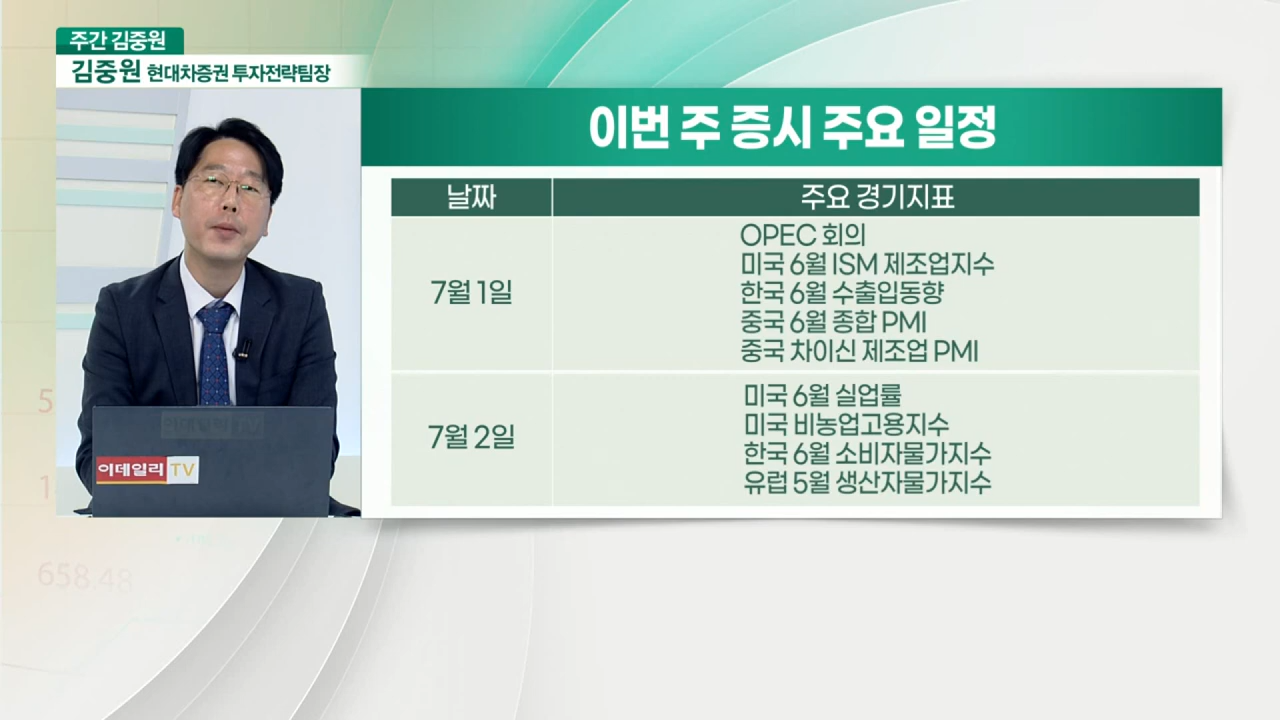 주간 김중원
김중원 현대차증권 투자전략팀장
이번 주 증시 주요 일정
날짜
주요 경기지표
7월 1일
OPEC 회의
미국 6월 ISM 제조업지수
한국 6월 수출입동향
중국 6월 종합 PMI
중국 차이신 제조업 PMI
7월 2일
미국 6월 실업률
미국 비농업고용지수
한국 6월 소비자물가지수
유럽 5월 생산자물가지수
이데일리TV
이데일리TV
658.48